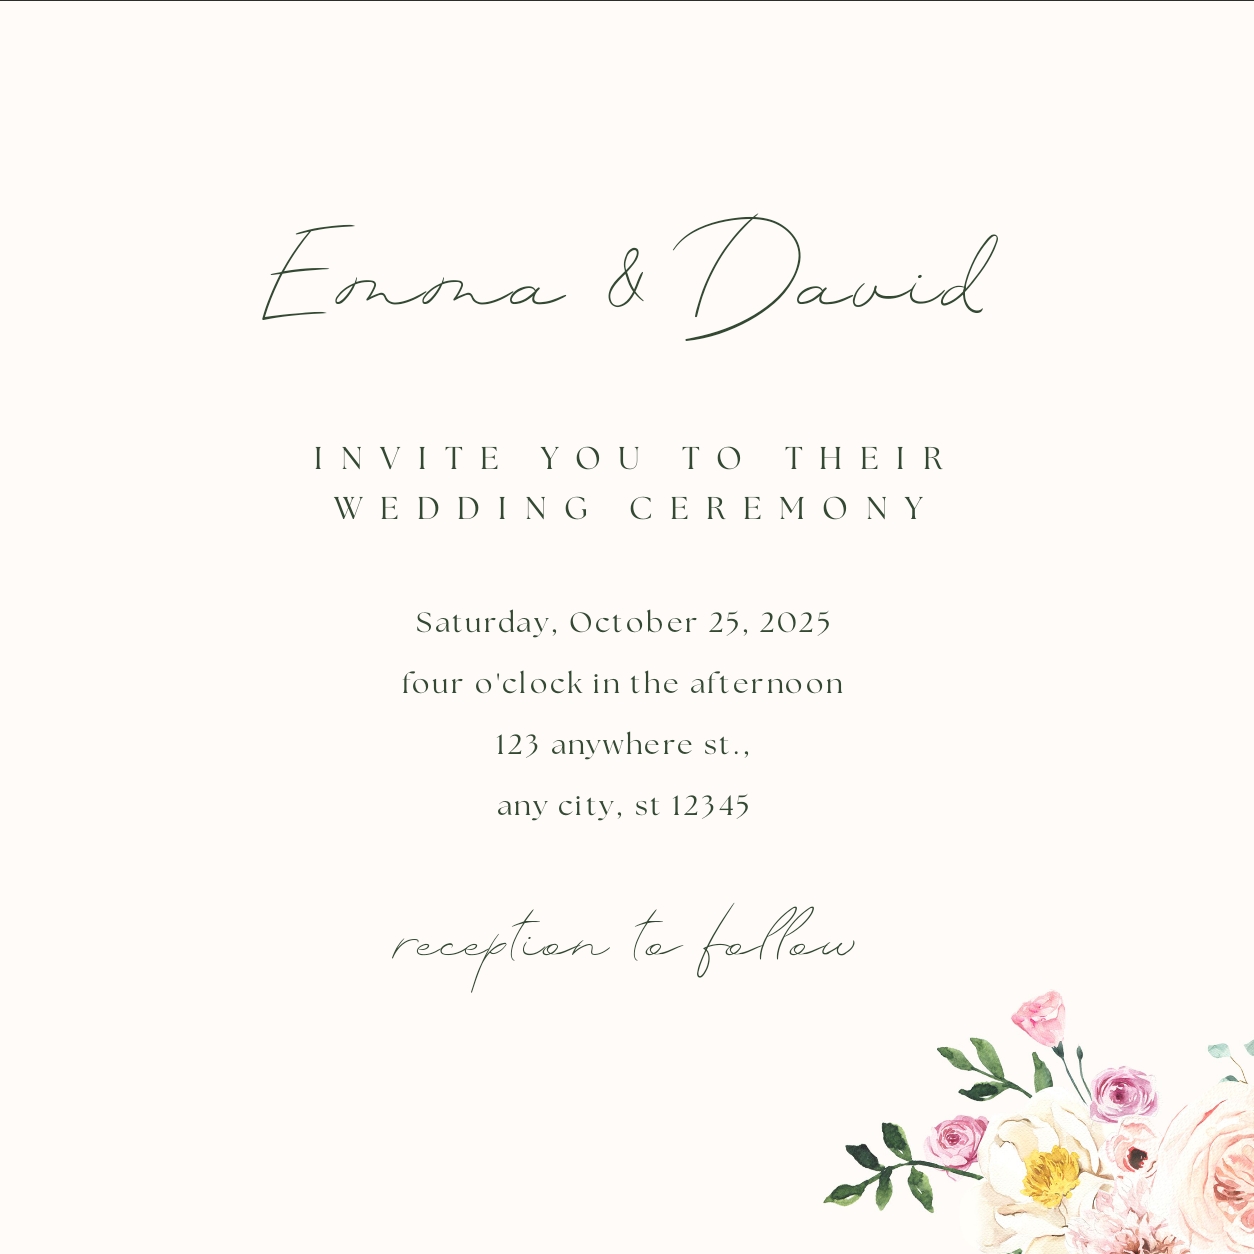 Emma & David
INVITE YOU TO THEIR
WEDDING CEREMONY
Saturday, October 25, 2025
four o'clock in the afternoon
123 anywhere st.,
any city, st 12345
reception to follow